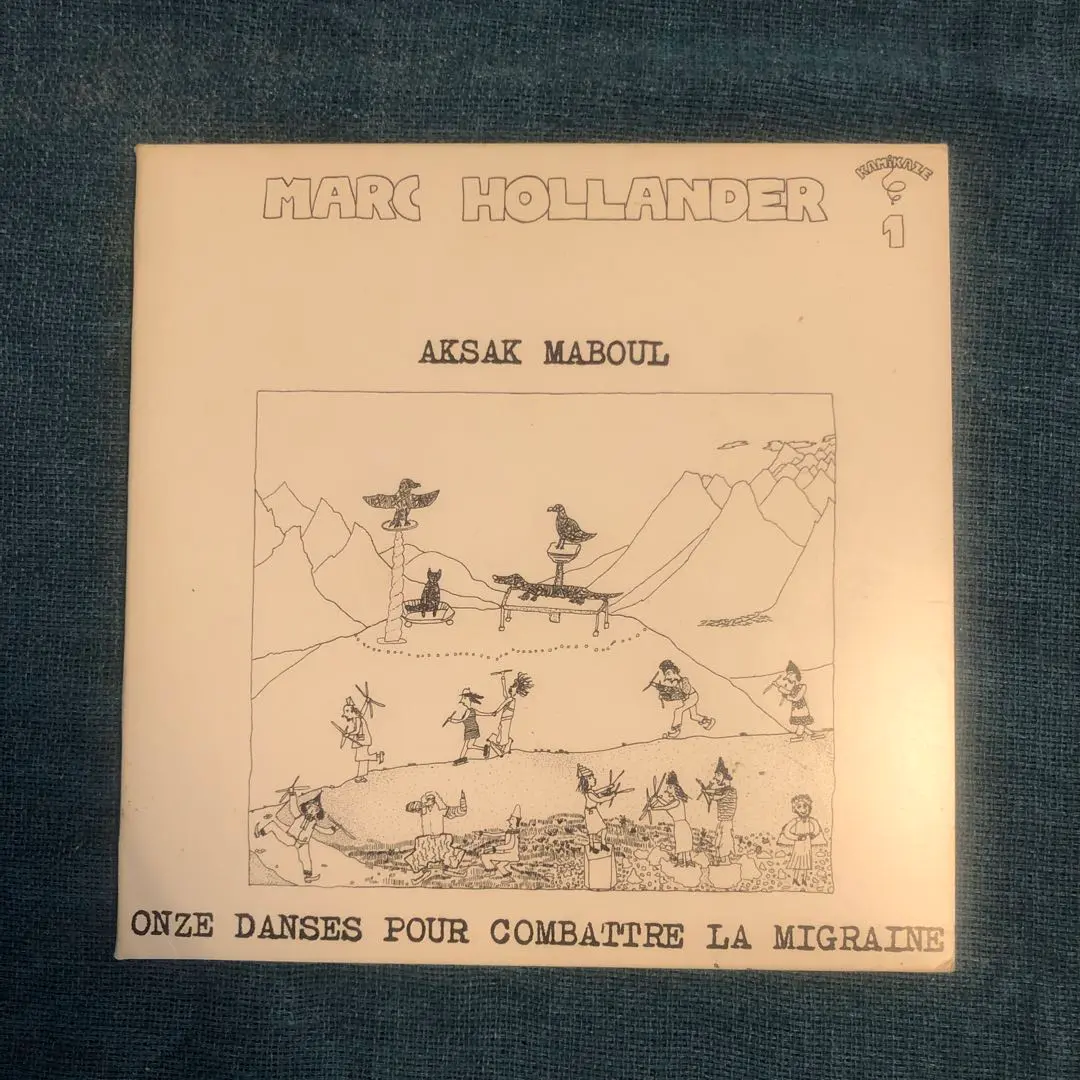 MARC HOLLANDER
KAMiKAZE
1
AKSAK MABOUL
ONZE DANSES POUR COMBATTRE LA MIGRAINE